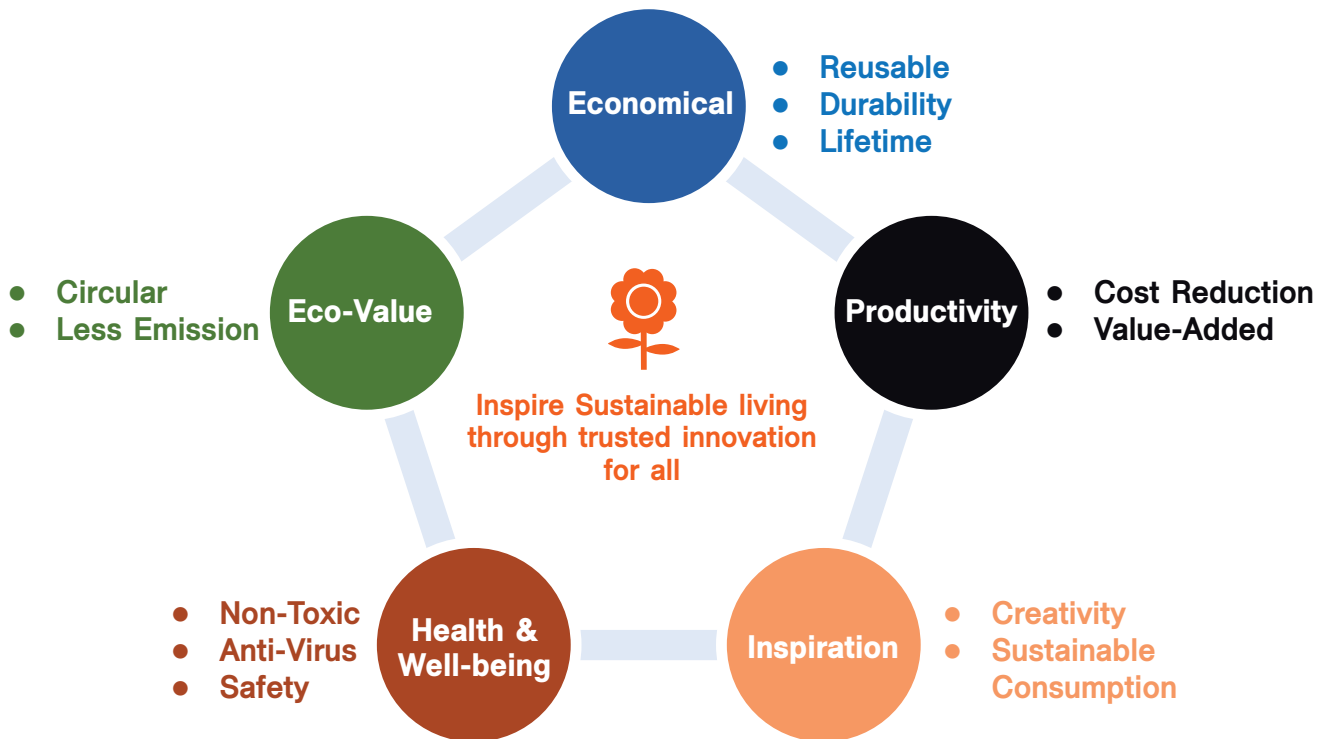 Economical
● Reusable
● Durability
● Lifetime
Eco-Value
● Circular
● Less Emission
Productivity
● Cost Reduction
● Value-Added
Inspire Sustainable living
through trusted innovation
for all
Health &
Well-being
● Non-Toxic
● Anti-Virus
● Safety
Inspiration
● Creativity
● Sustainable
Consumption